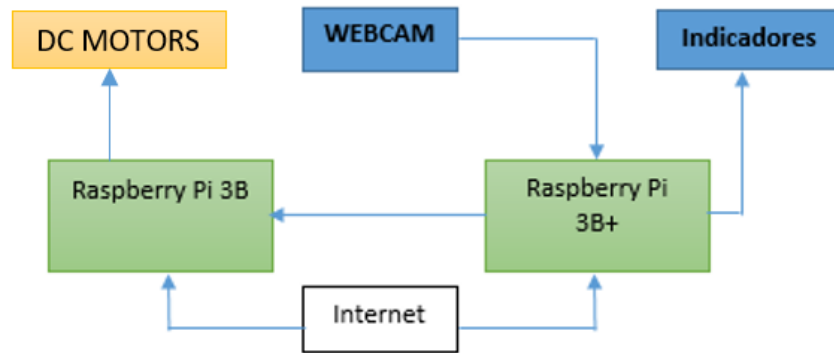 DC MOTORS
WEBCAM
Indicadores
Raspberry Pi 3B
Raspberry Pi
3B+
Internet